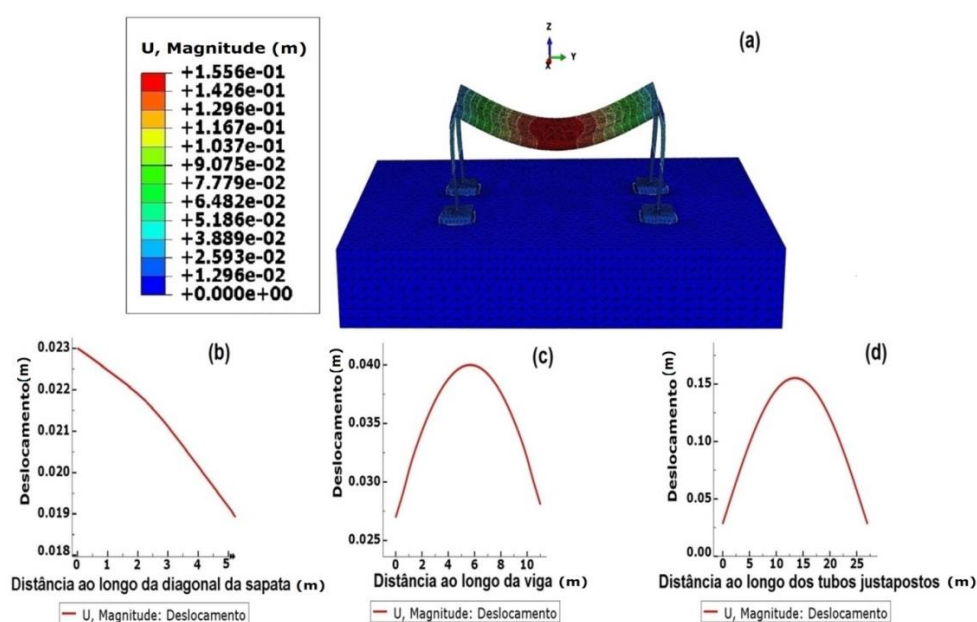 U, Magnitude (m)
+1.556e-01
+1.426e-01
+1.296e-01
+1.167e-01
+1.037e-01
+9.075e-02
+7.779e-02
+6.482e-02
+5.186e-02
+3.889e-02
+2.593e-02
+1.296e-02
+0.000e+00
(a)
Z
Y
X
(b)
Deslocamento(m)
0.023
0.022
0.021
0.020
0.019
0.018
0 1 2 3 4 5
Distância ao longo da diagonal da sapata (m)
U, Magnitude: Deslocamento
(c)
Deslocamento (m)
0.040
0.035
0.030
0.025
0 2 4 6 8 10
Distância ao longo da viga (m)
U, Magnitude: Deslocamento
(d)
Deslocamento (m)
0.15
0.10
0.05
0.00
0 5 10 15 20 25
Distância ao longo dos tubos justapostos (m)
U, Magnitude: Deslocamento